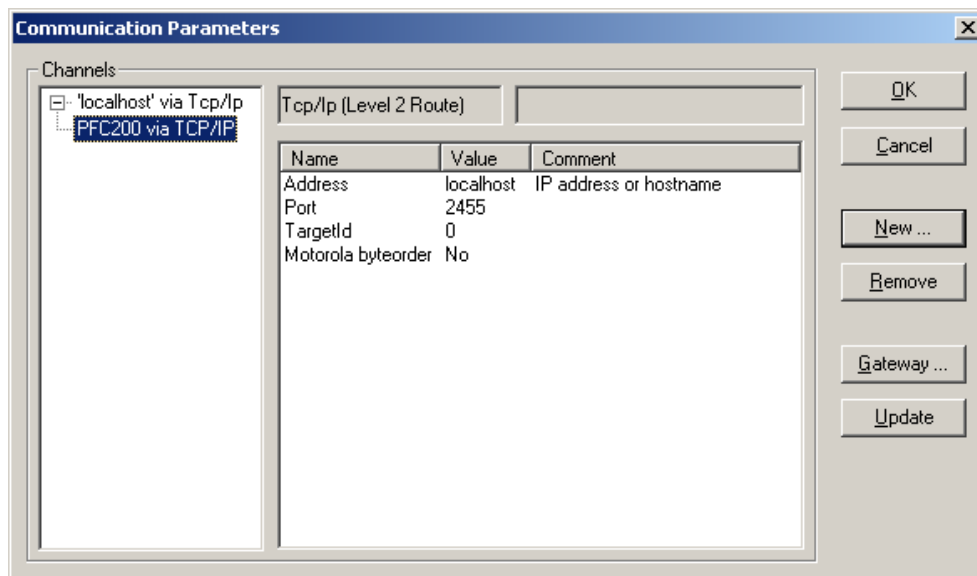 Communication Parameters
Channels
'localhost' via Tcp/Ip
PFC200 via TCP/IP
Tcp/Ip (Level 2 Route)
Name Value Comment
Address localhost IP address or hostname
Port 2455
TargetId 0
Motorola byteorder No
OK
Cancel
New ...
Remove
Gateway ...
Update